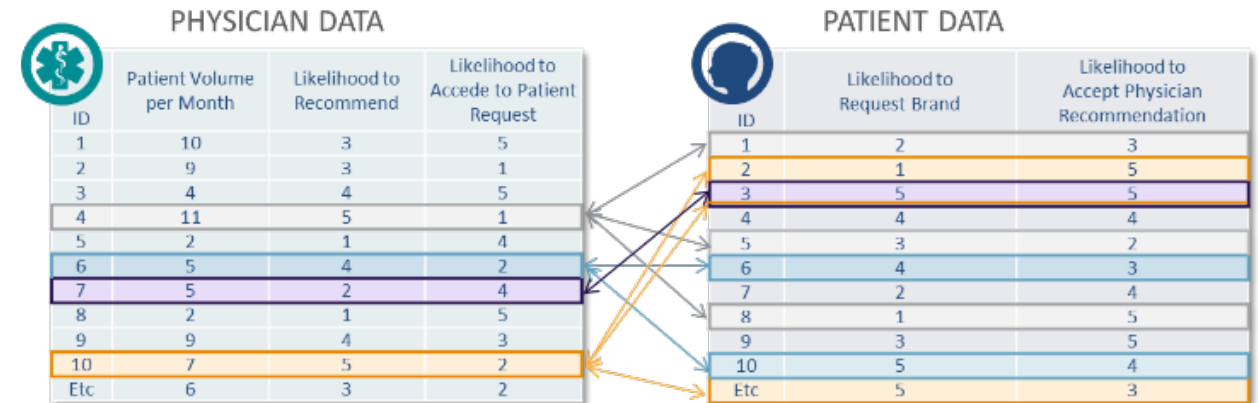 PHYSICIAN DATA
ID Patient Volume per Month Likelihood to Recommend Likelihood to Accede to Patient Request
1 10 3 5
2 9 3 1
3 4 4 5
4 11 5 1
5 2 1 4
6 5 4 2
7 5 2 4
8 2 1 5
9 9 4 3
10 7 5 2
Etc 6 3 2
PATIENT DATA
ID Likelihood to Request Brand Likelihood to Accept Physician Recommendation
1 2 3
2 1 5
3 5 5
4 4 4
5 3 2
6 4 3
7 2 4
8 1 5
9 3 5
10 5 4
Etc 5 3